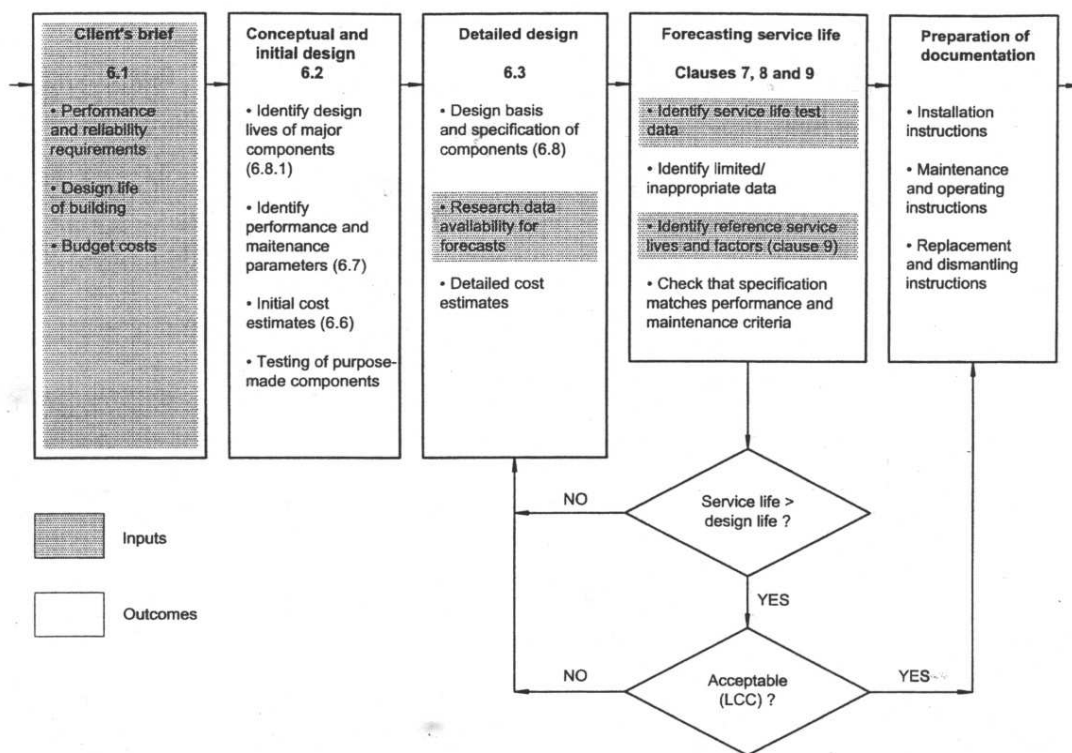 Client's brief
6.1
• Performance
and reliability
requirements
• Design life
of building
• Budget costs
Conceptual and
initial design
6.2
• Identify design
lives of major
components
(6.8.1)
• Identify
performance and
maitenance
parameters (6.7)
• Initial cost
estimates (6.6)
• Testing of purpose-
made components
Detailed design
6.3
• Design basis
and specification of
components (6.8)
• Research data
availability for
forecasts
• Detailed cost
estimates
Forecasting service life
Clauses 7, 8 and 9
• Identify service life test
data
• Identify limited/
inappropriate data
• Identify reference service
lives and factors (clause 9)
• Check that specification
matches performance and
maintenance criteria
Preparation of
documentation
• Installation
instructions
• Maintenance
and operating
instructions
• Replacement
and dismantling
instructions
NO
Service life >
design life ?
YES
NO
Acceptable
(LCC) ?
YES
Inputs
Outcomes